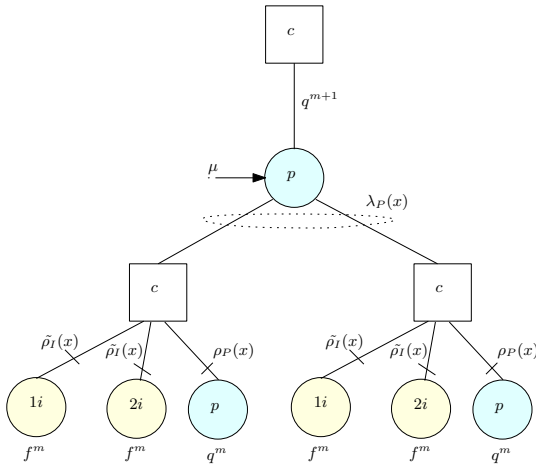 c
q^{m+1}
μ
p
λ_P(x)
c c
ρ̃_I(x) ρ̃_I(x) ρ_P(x) ρ̃_I(x) ρ̃_I(x) ρ_P(x)
1i 2i p 1i 2i p
f^m f^m q^m f^m f^m q^m